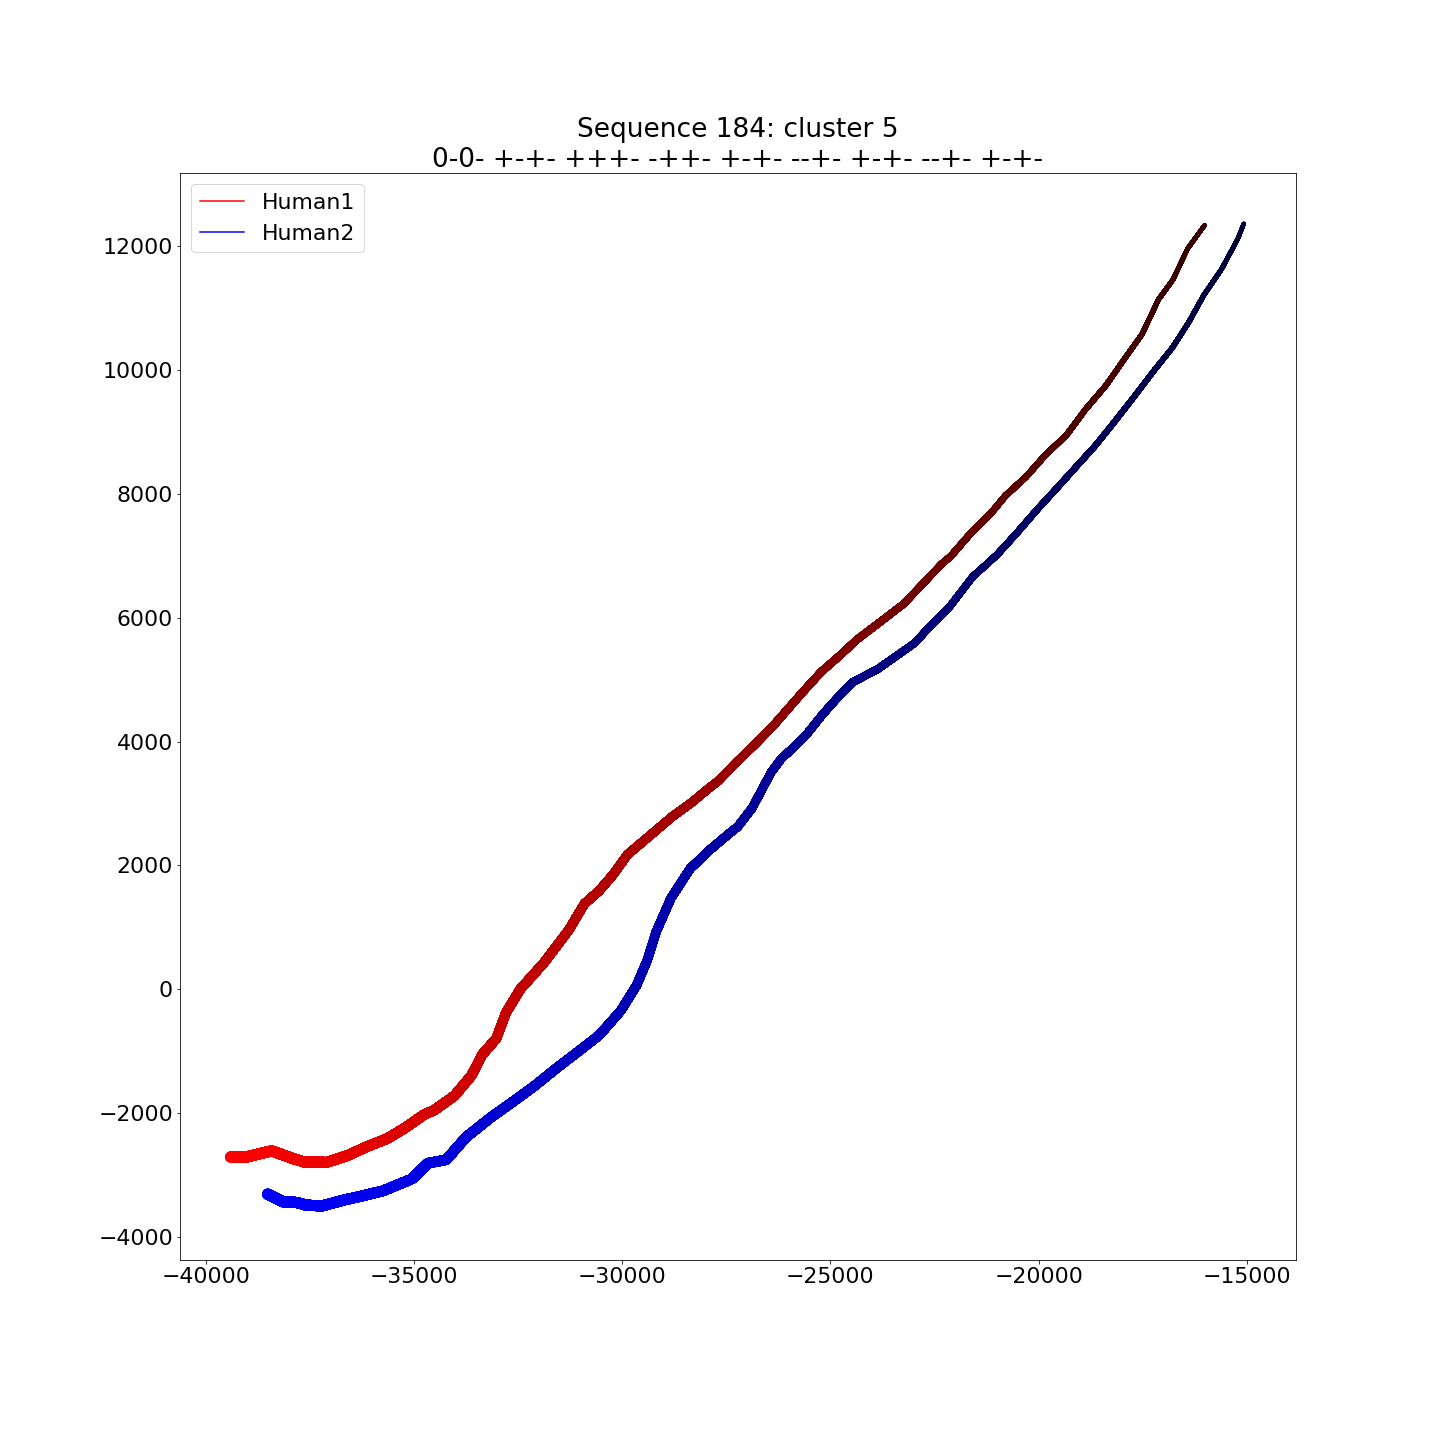 Sequence 184: cluster 5
0-0- +-+- +++- -++- +-+- --+- +-+- --+- +-+-
Human1
Human2
12000
10000
8000
6000
4000
2000
0
−2000
−4000
−40000 −35000 −30000 −25000 −20000 −15000